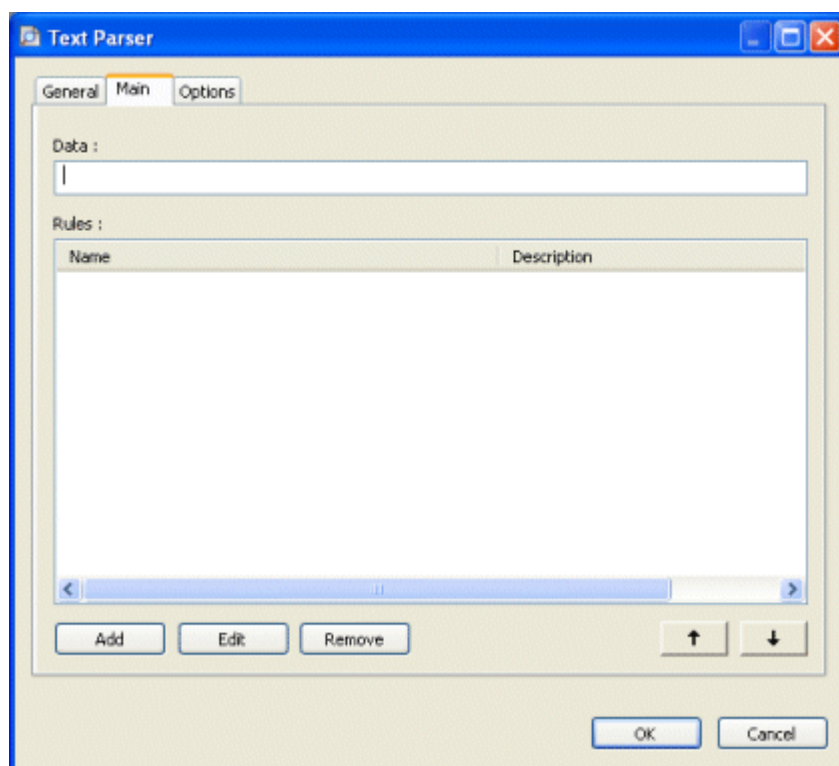 Text Parser
General Main Options
Data :
Rules :
Name Description
Add Edit Remove
OK Cancel